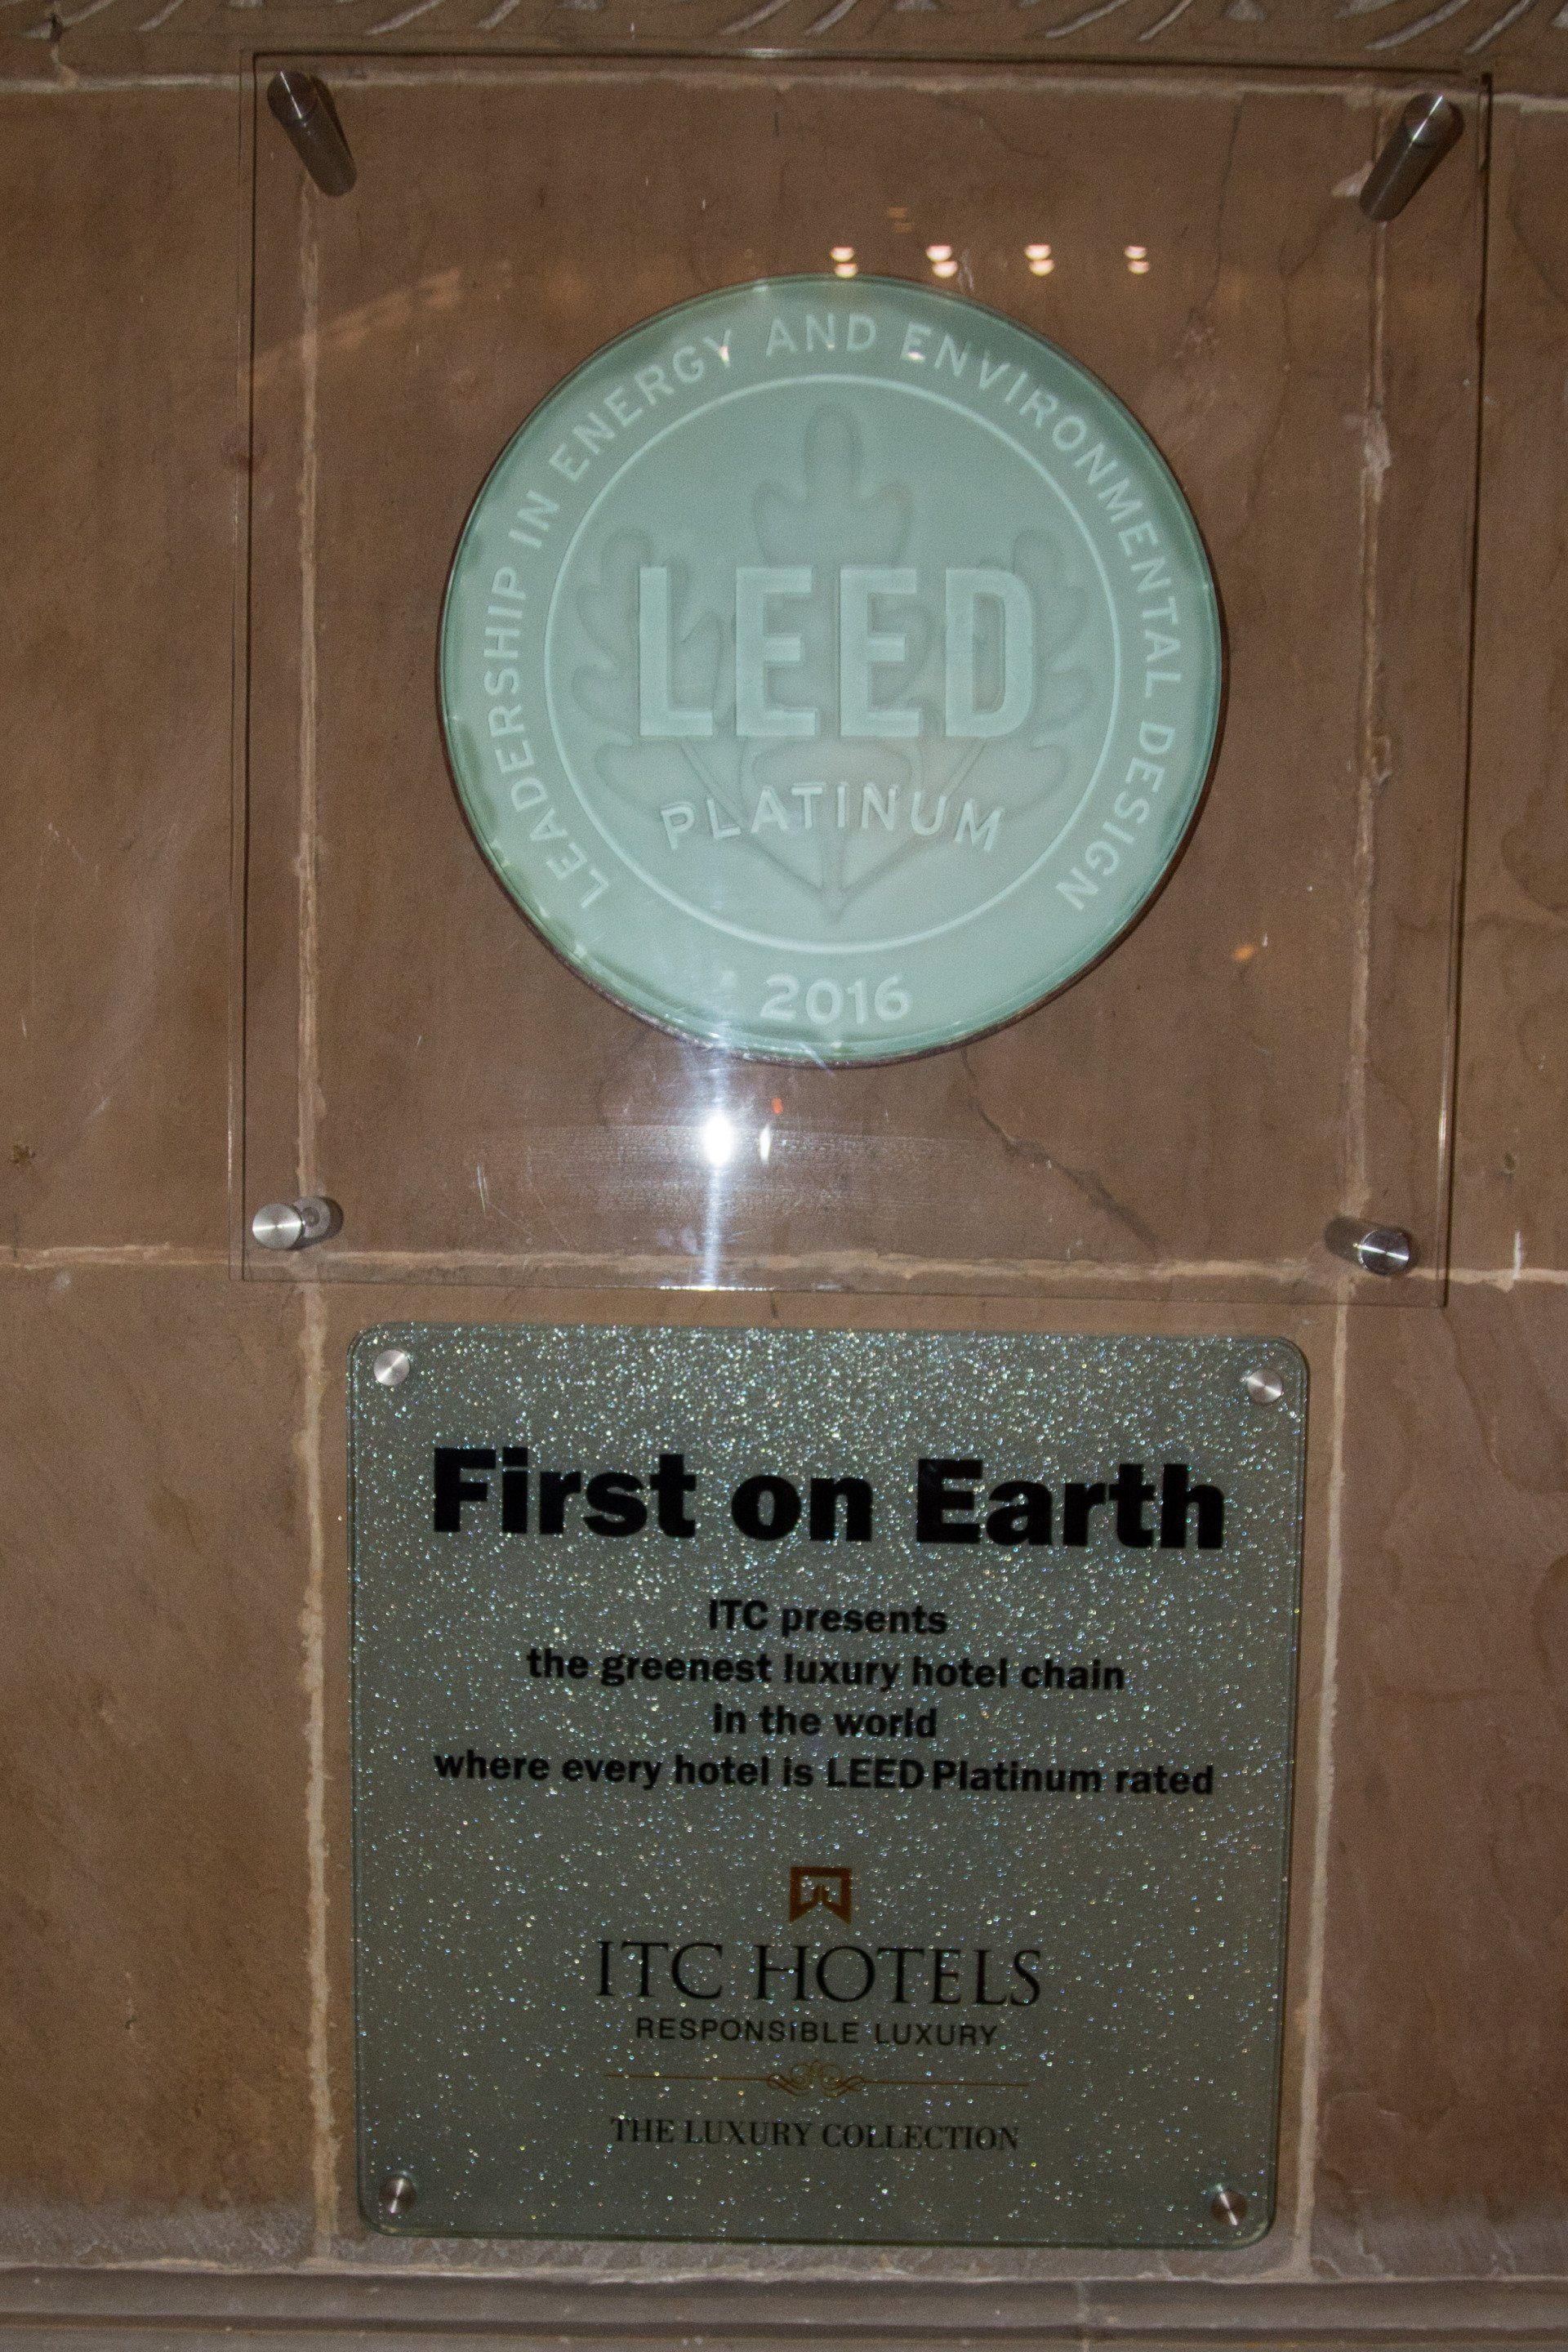 LEADERSHIP IN ENERGY AND ENVIRONMENTAL DESIGN
LEED
PLATINUM
2016
First on Earth
ITC presents
the greenest luxury hotel chain
in the world
where every hotel is LEED Platinum rated
ITC HOTELS
RESPONSIBLE LUXURY
THE LUXURY COLLECTION